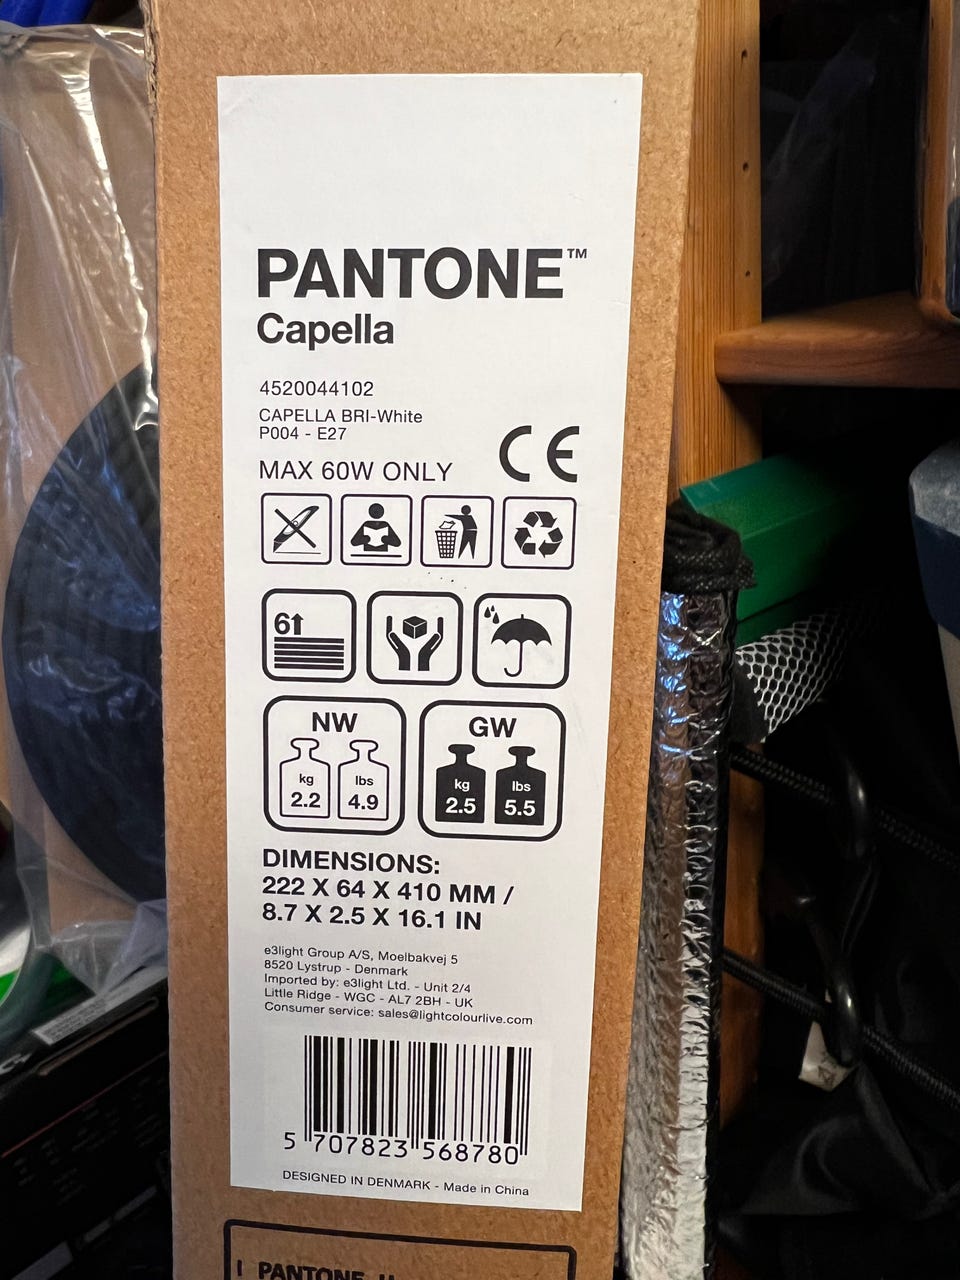 PANTONE™
Capella
4520044102
CAPELLA BRI-White
P004 - E27
MAX 60W ONLY
CE
6
NW
kg
2.2
lbs
4.9
GW
kg
2.5
lbs
5.5
DIMENSIONS:
222 X 64 X 410 MM /
8.7 X 2.5 X 16.1 IN
e3light Group A/S, Moelbakvej 5
8520 Lystrup - Denmark
Imported by: e3light Ltd. - Unit 2/4
Little Ridge - WGC - AL7 2BH - UK
Consumer service: sales@lightcolourlive.com
5 707823 568780
DESIGNED IN DENMARK - Made in China
PANTONE